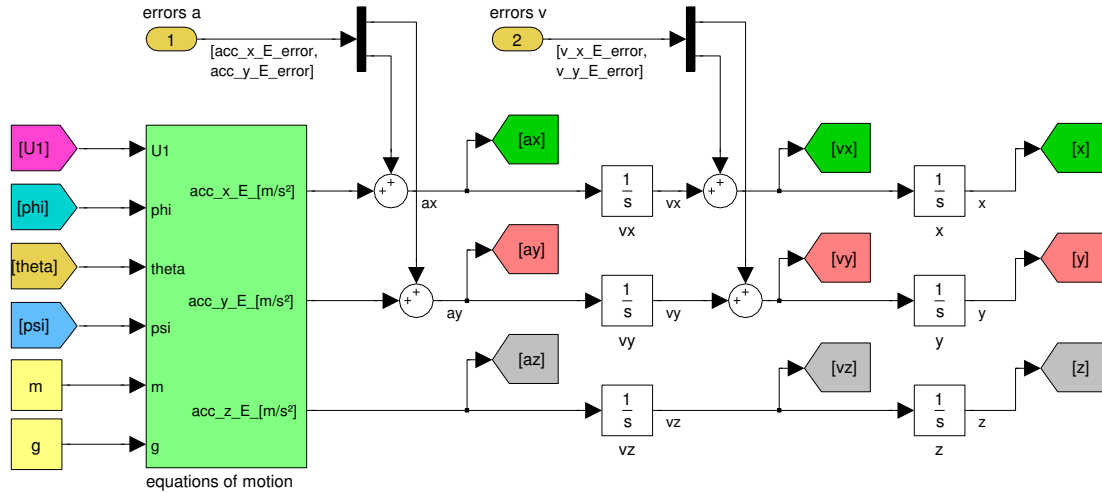 errors a
errors v
1
2
[acc_x_E_error,
acc_y_E_error]
[v_x_E_error,
v_y_E_error]
[U1]
U1
[ax]
[vx]
[x]
acc_x_E_[m/s²]
+
+
ax
1
s
vx
vx
+
+
1
s
x
x
[phi]
phi
[theta]
theta
[ay]
[vy]
[y]
acc_y_E_[m/s²]
+
+
ay
1
s
vy
vy
+
+
1
s
y
y
[psi]
psi
[az]
[vz]
[z]
m
m
acc_z_E_[m/s²]
1
s
vz
vz
1
s
z
z
g
g
equations of motion